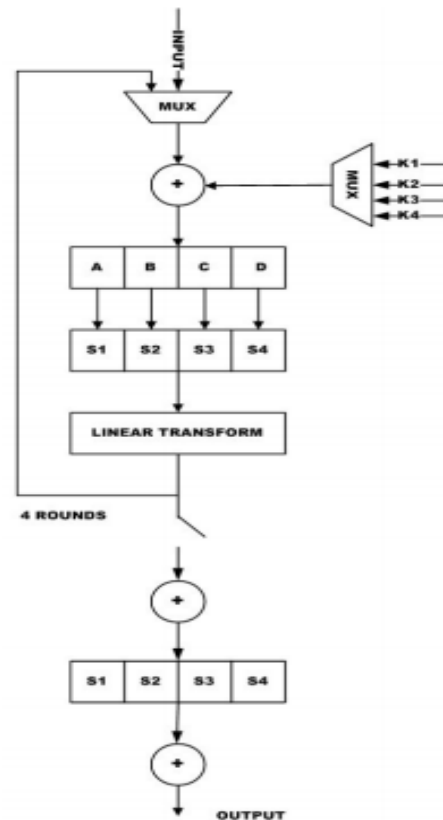 INPUT
MUX
+
MUX
K1
K2
K3
K4
A B C D
S1 S2 S3 S4
LINEAR TRANSFORM
4 ROUNDS
+
S1 S2 S3 S4
+
OUTPUT